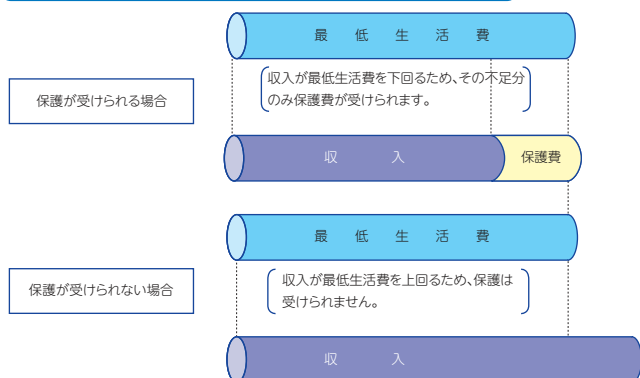 最低生活費
保護が受けられる場合
収入が最低生活費を下回るため、その不足分
のみ保護費が受けられます。
収入
保護費
最低生活費
保護が受けられない場合
収入が最低生活費を上回るため、保護は
受けられません。
収入